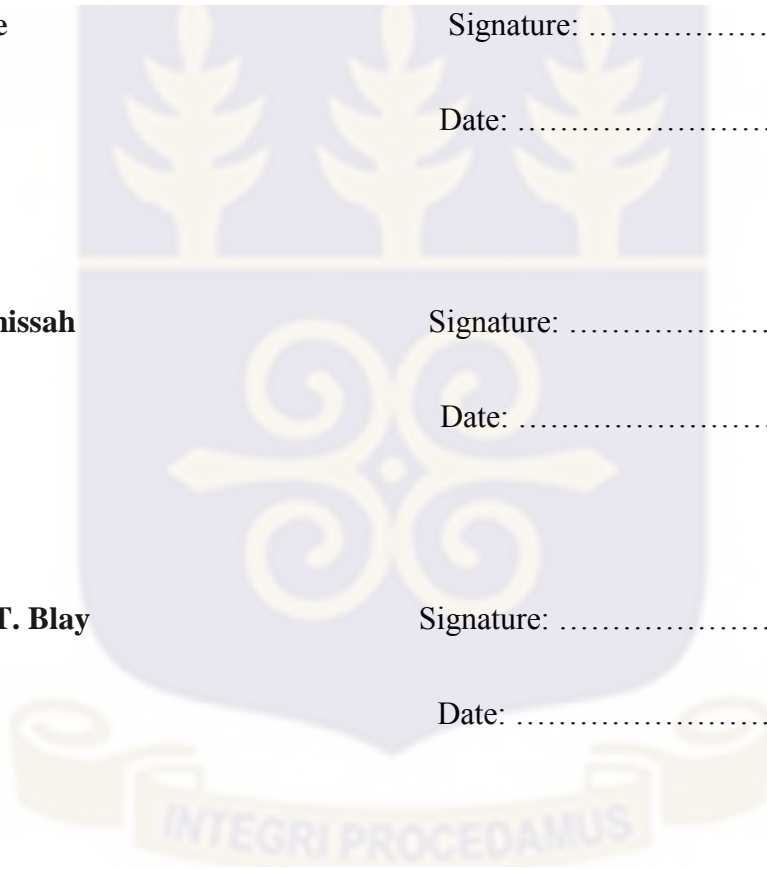 e Signature: ………………
Date: ………………………
nissah Signature: …………………
Date: ………………………
T. Blay Signature: …………………
Date: ………………………
INTEGRI PROCEDAMUS